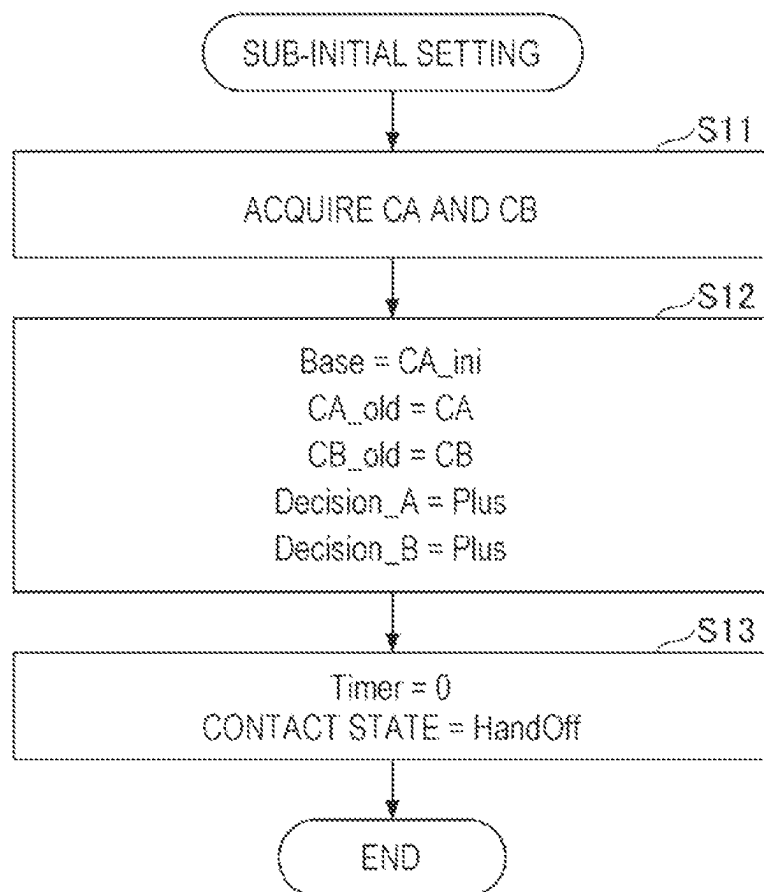 SUB-INITIAL SETTING
S11
ACQUIRE CA AND CB
S12
Base = CA_ini
CA_old = CA
CB_old = CB
Decision_A = Plus
Decision_B = Plus
S13
Timer = 0
CONTACT STATE = HandOff
END